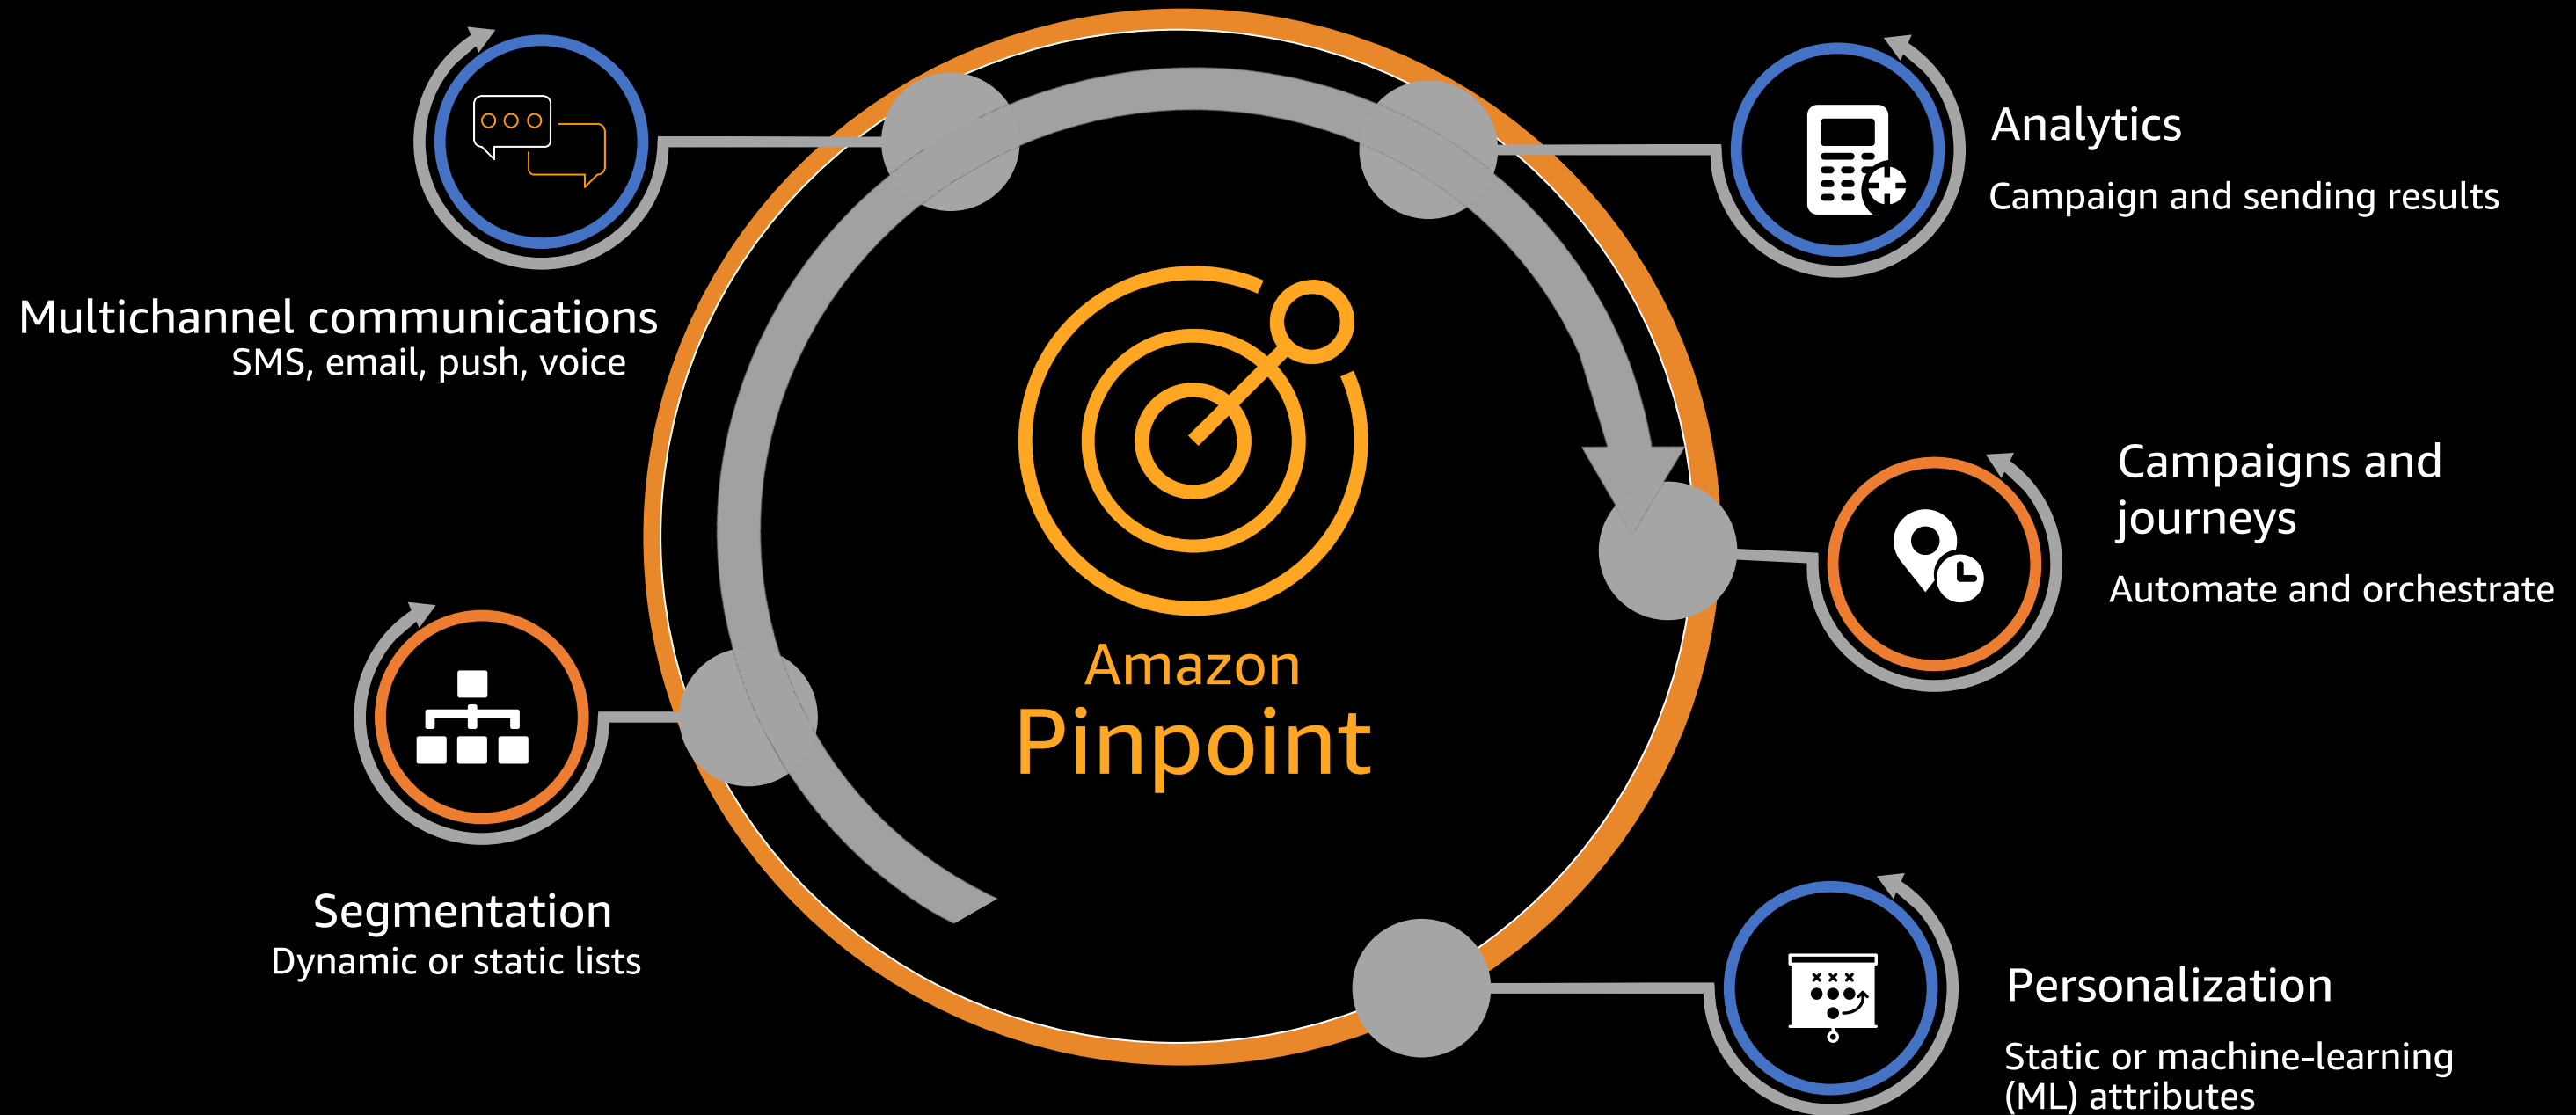 Multichannel communications
SMS, email, push, voice
Segmentation
Dynamic or static lists
Amazon
Pinpoint
Analytics
Campaign and sending results
Campaigns and
journeys
Automate and orchestrate
Personalization
Static or machine-learning
(ML) attributes